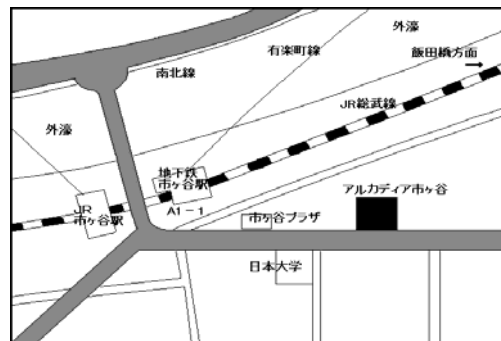 外濠
有楽町線
飯田橋方面
→
南北線
JR総武線
外濠
地下鉄
市ヶ谷駅
アルカディア市ヶ谷
JR
市ヶ谷駅
A1－1
市ヶ谷プラザ
日本大学